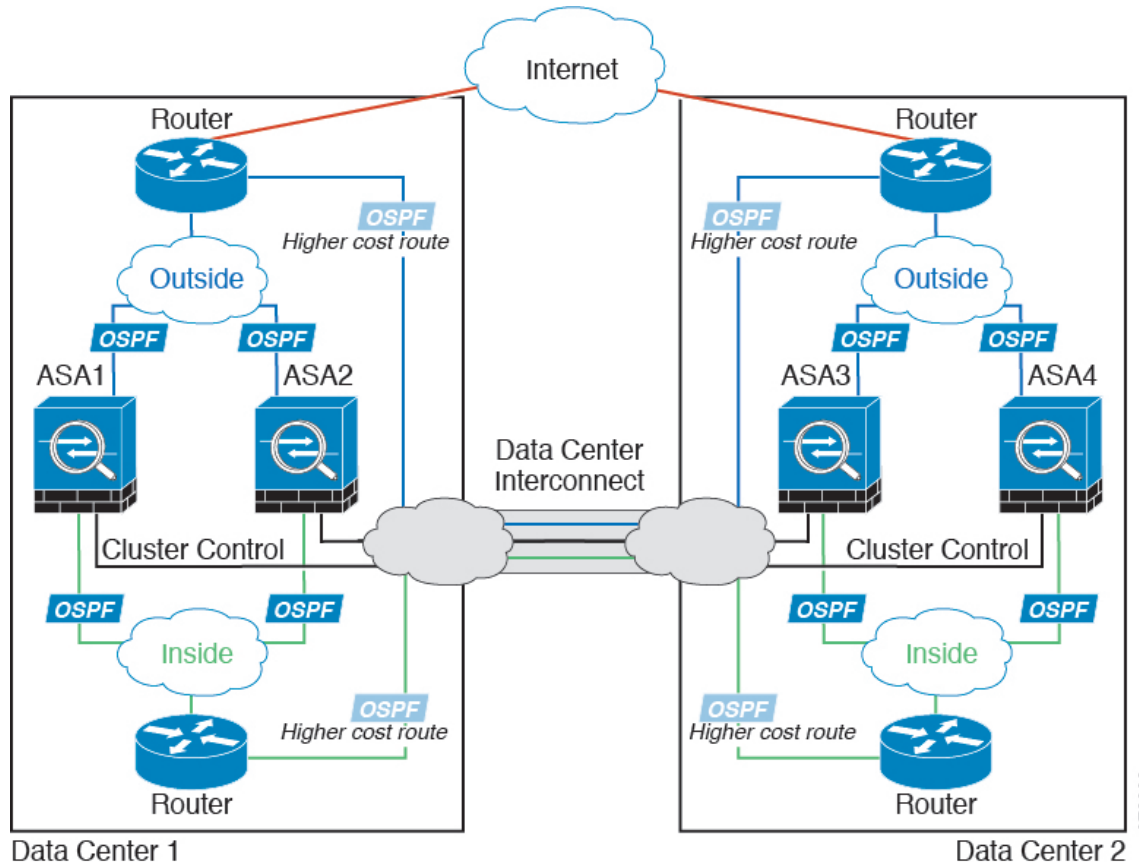 Internet
Router
Router
OSPF
Higher cost route
OSPF
Higher cost route
Outside
Outside
OSPF
OSPF
OSPF
OSPF
ASA1
ASA2
ASA3
ASA4
Data Center
Interconnect
Cluster Control
Cluster Control
OSPF
OSPF
OSPF
OSPF
Inside
Inside
OSPF
Higher cost route
OSPF
Higher cost route
Router
Router
Data Center 1
Data Center 2